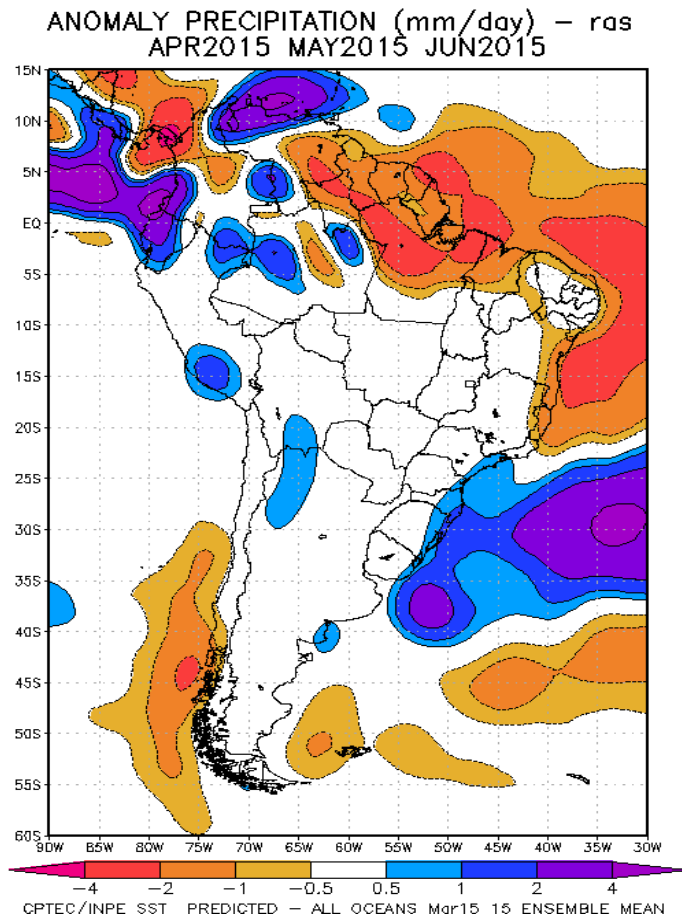 ANOMALY PRECIPITATION (mm/day) – ras
APR2015 MAY2015 JUN2015
15N
10N
5N
EQ
5S
10S
15S
20S
25S
30S
35S
40S
45S
50S
55S
60S
90W 85W 80W 75W 70W 65W 60W 55W 50W 45W 40W 35W 30W
−4 −2 −1 −0.5 0.5 1 2 4
CPTEC/INPE SST PREDICTED – ALL OCEANS Mar15 15 ENSEMBLE MEAN